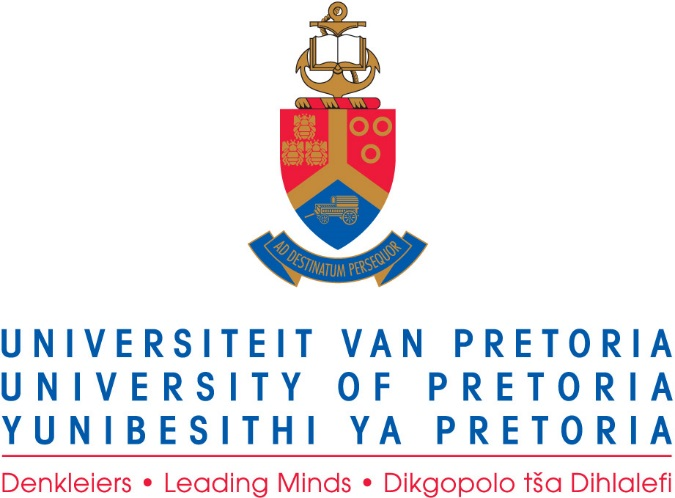 AD DESTINATUM PERSEQUOR
UNIVERSITEIT VAN PRETORIA
UNIVERSITY OF PRETORIA
YUNIBESITHI YA PRETORIA
Denkleiers • Leading Minds • Dikgopolo tša Dihlalefi